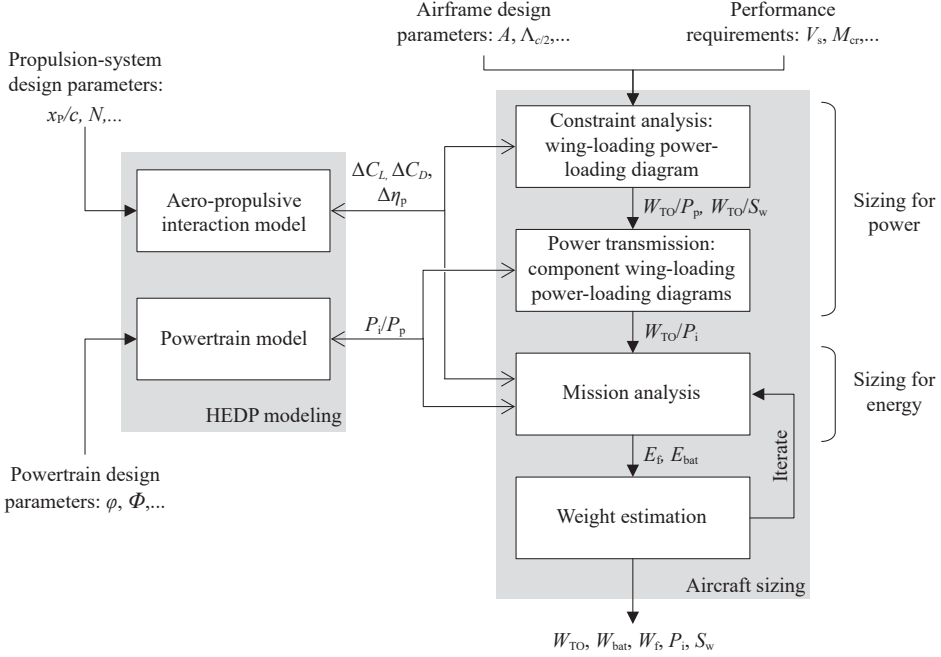 Airframe design
parameters: A, Λc/2,...
Performance
requirements: Vs, Mcr,...
Propulsion-system
design parameters:
xP/c, N,...
Constraint analysis:
wing-loading power-
loading diagram
Aero-propulsive
interaction model
ΔCL, ΔCD,
Δηp
WTO/Pp, WTO/Sw
Sizing for
power
Power transmission:
component wing-loading
power-loading diagrams
Powertrain model
Pi/Pp
WTO/Pi
HEDP modeling
Mission analysis
Sizing for
energy
Iterate
Ef, Ebat
Powertrain design
parameters: φ, Φ,...
Weight estimation
Aircraft sizing
WTO, Wbat, Wf, Pi, Sw